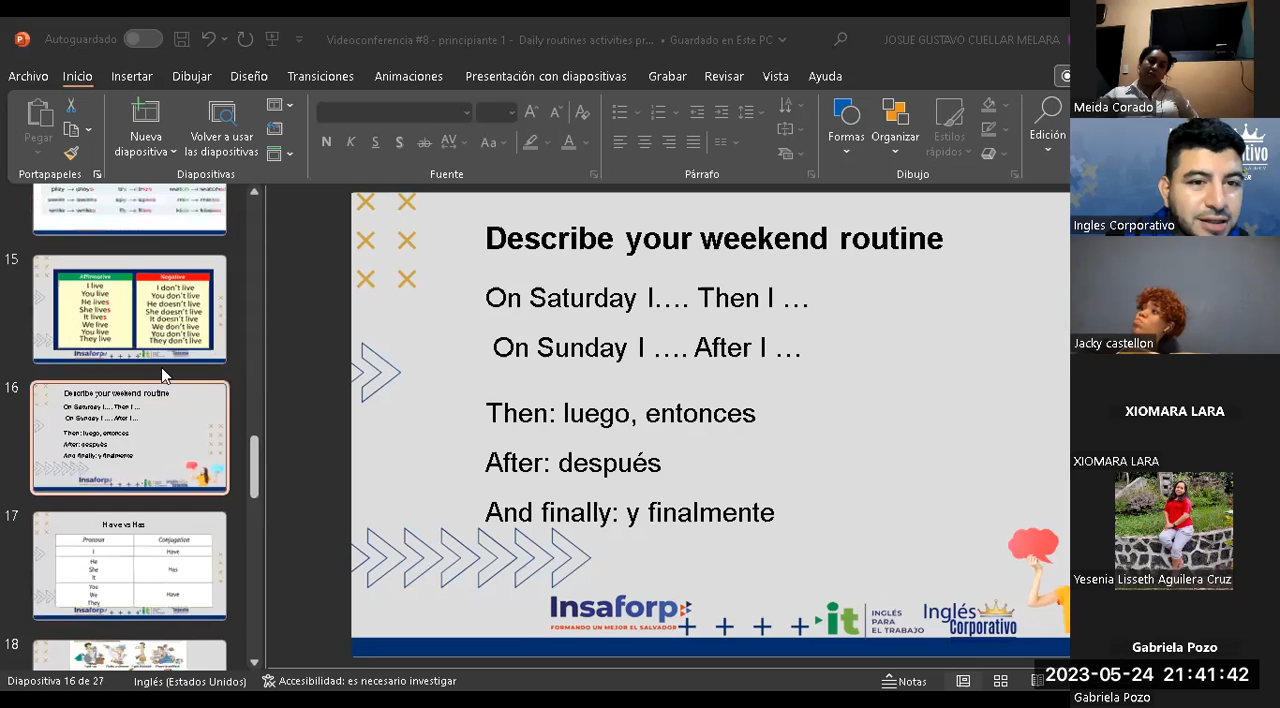 Autoguardado
Videoconferencia #8 - principiante 1 - Daily routines activities pr... • Guardado en Este PC
JOSUE GUSTAVO CUELLAR MELARA
Archivo Inicio Insertar Dibujar Diseño Transiciones Animaciones Presentación con diapositivas Grabar Revisar Vista Ayuda
Pegar
Nueva diapositiva
Volver a usar las diapositivas
Formas
Organizar
Estilos rápidos
Edición
Portapapeles
Diapositivas
Fuente
Párrafo
Dibujo
15
Affirmative Negative
I live I don't live
You live You don't live
He lives He doesn't live
She lives She doesn't live
It lives It doesn't live
We live We don't live
You live You don't live
They live They don't live
Insaforp
16
Describe your weekend routine
On Saturday I.... Then I ...
On Sunday I .... After I ...
Then: luego, entonces
After: después
And finally: y finalmente
Insaforp
17
Have vs Has
Pronoun Conjugation
I Have
He
She Has
It
You
We Have
They
Insaforp
18
Describe your weekend routine
On Saturday I.... Then I ...
On Sunday I .... After I ...
Then: luego, entonces
After: después
And finally: y finalmente
Insaforp
FORMANDO UN MEJOR EL SALVADOR
it
INGLÉS
PARA
EL TRABAJO
Inglés
Corporativo
Diapositiva 16 de 27
Inglés (Estados Unidos)
Accesibilidad: es necesario investigar
Notas
Meida Corado
Ingles Corporativo
Jacky castellon
XIOMARA LARA
XIOMARA LARA
Yesenia Lisseth Aguilera Cruz
Gabriela Pozo
2023-05-24 21:41:42
Gabriela Pozo